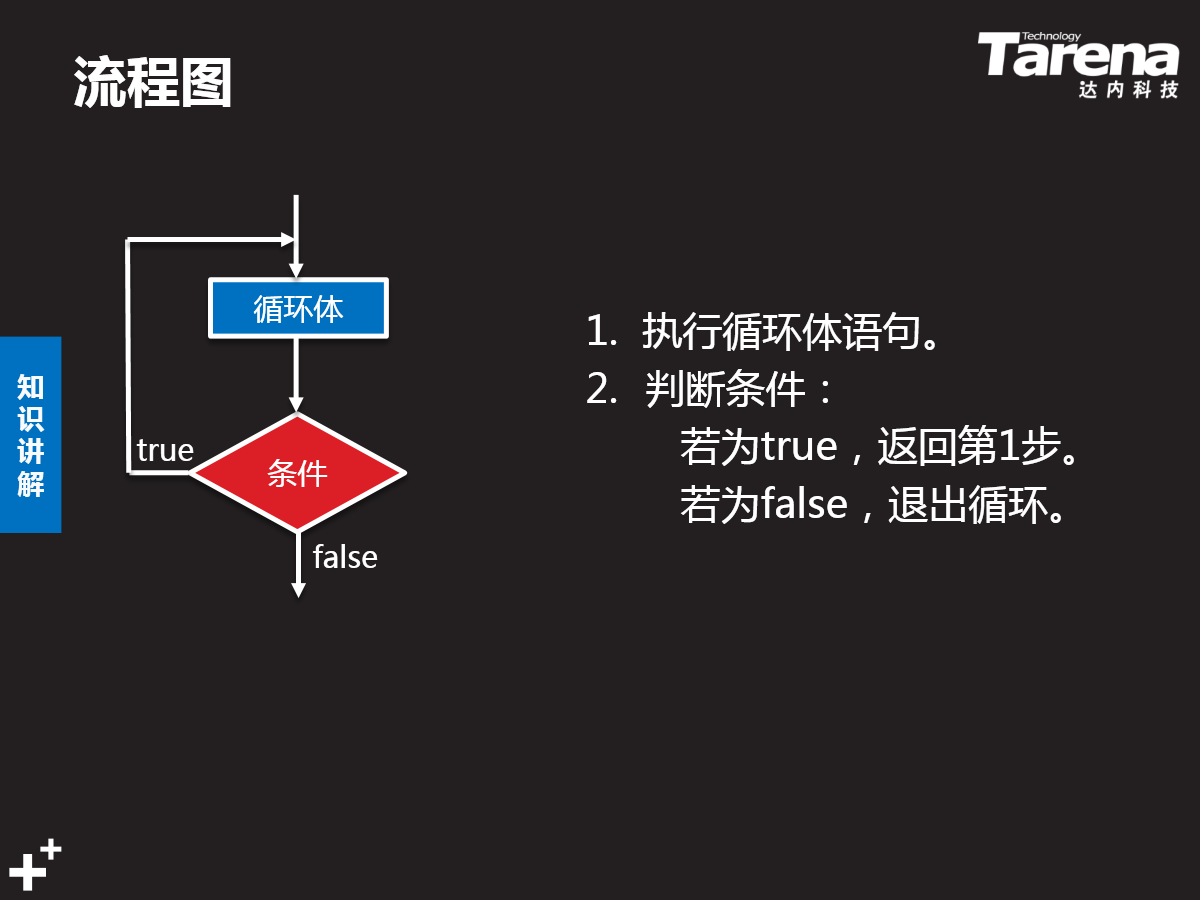 流程图
Technology
Tarena
达内科技
循环体
条件
true
false
知识讲解
1. 执行循环体语句。
2. 判断条件：
若为true，返回第1步。
若为false，退出循环。